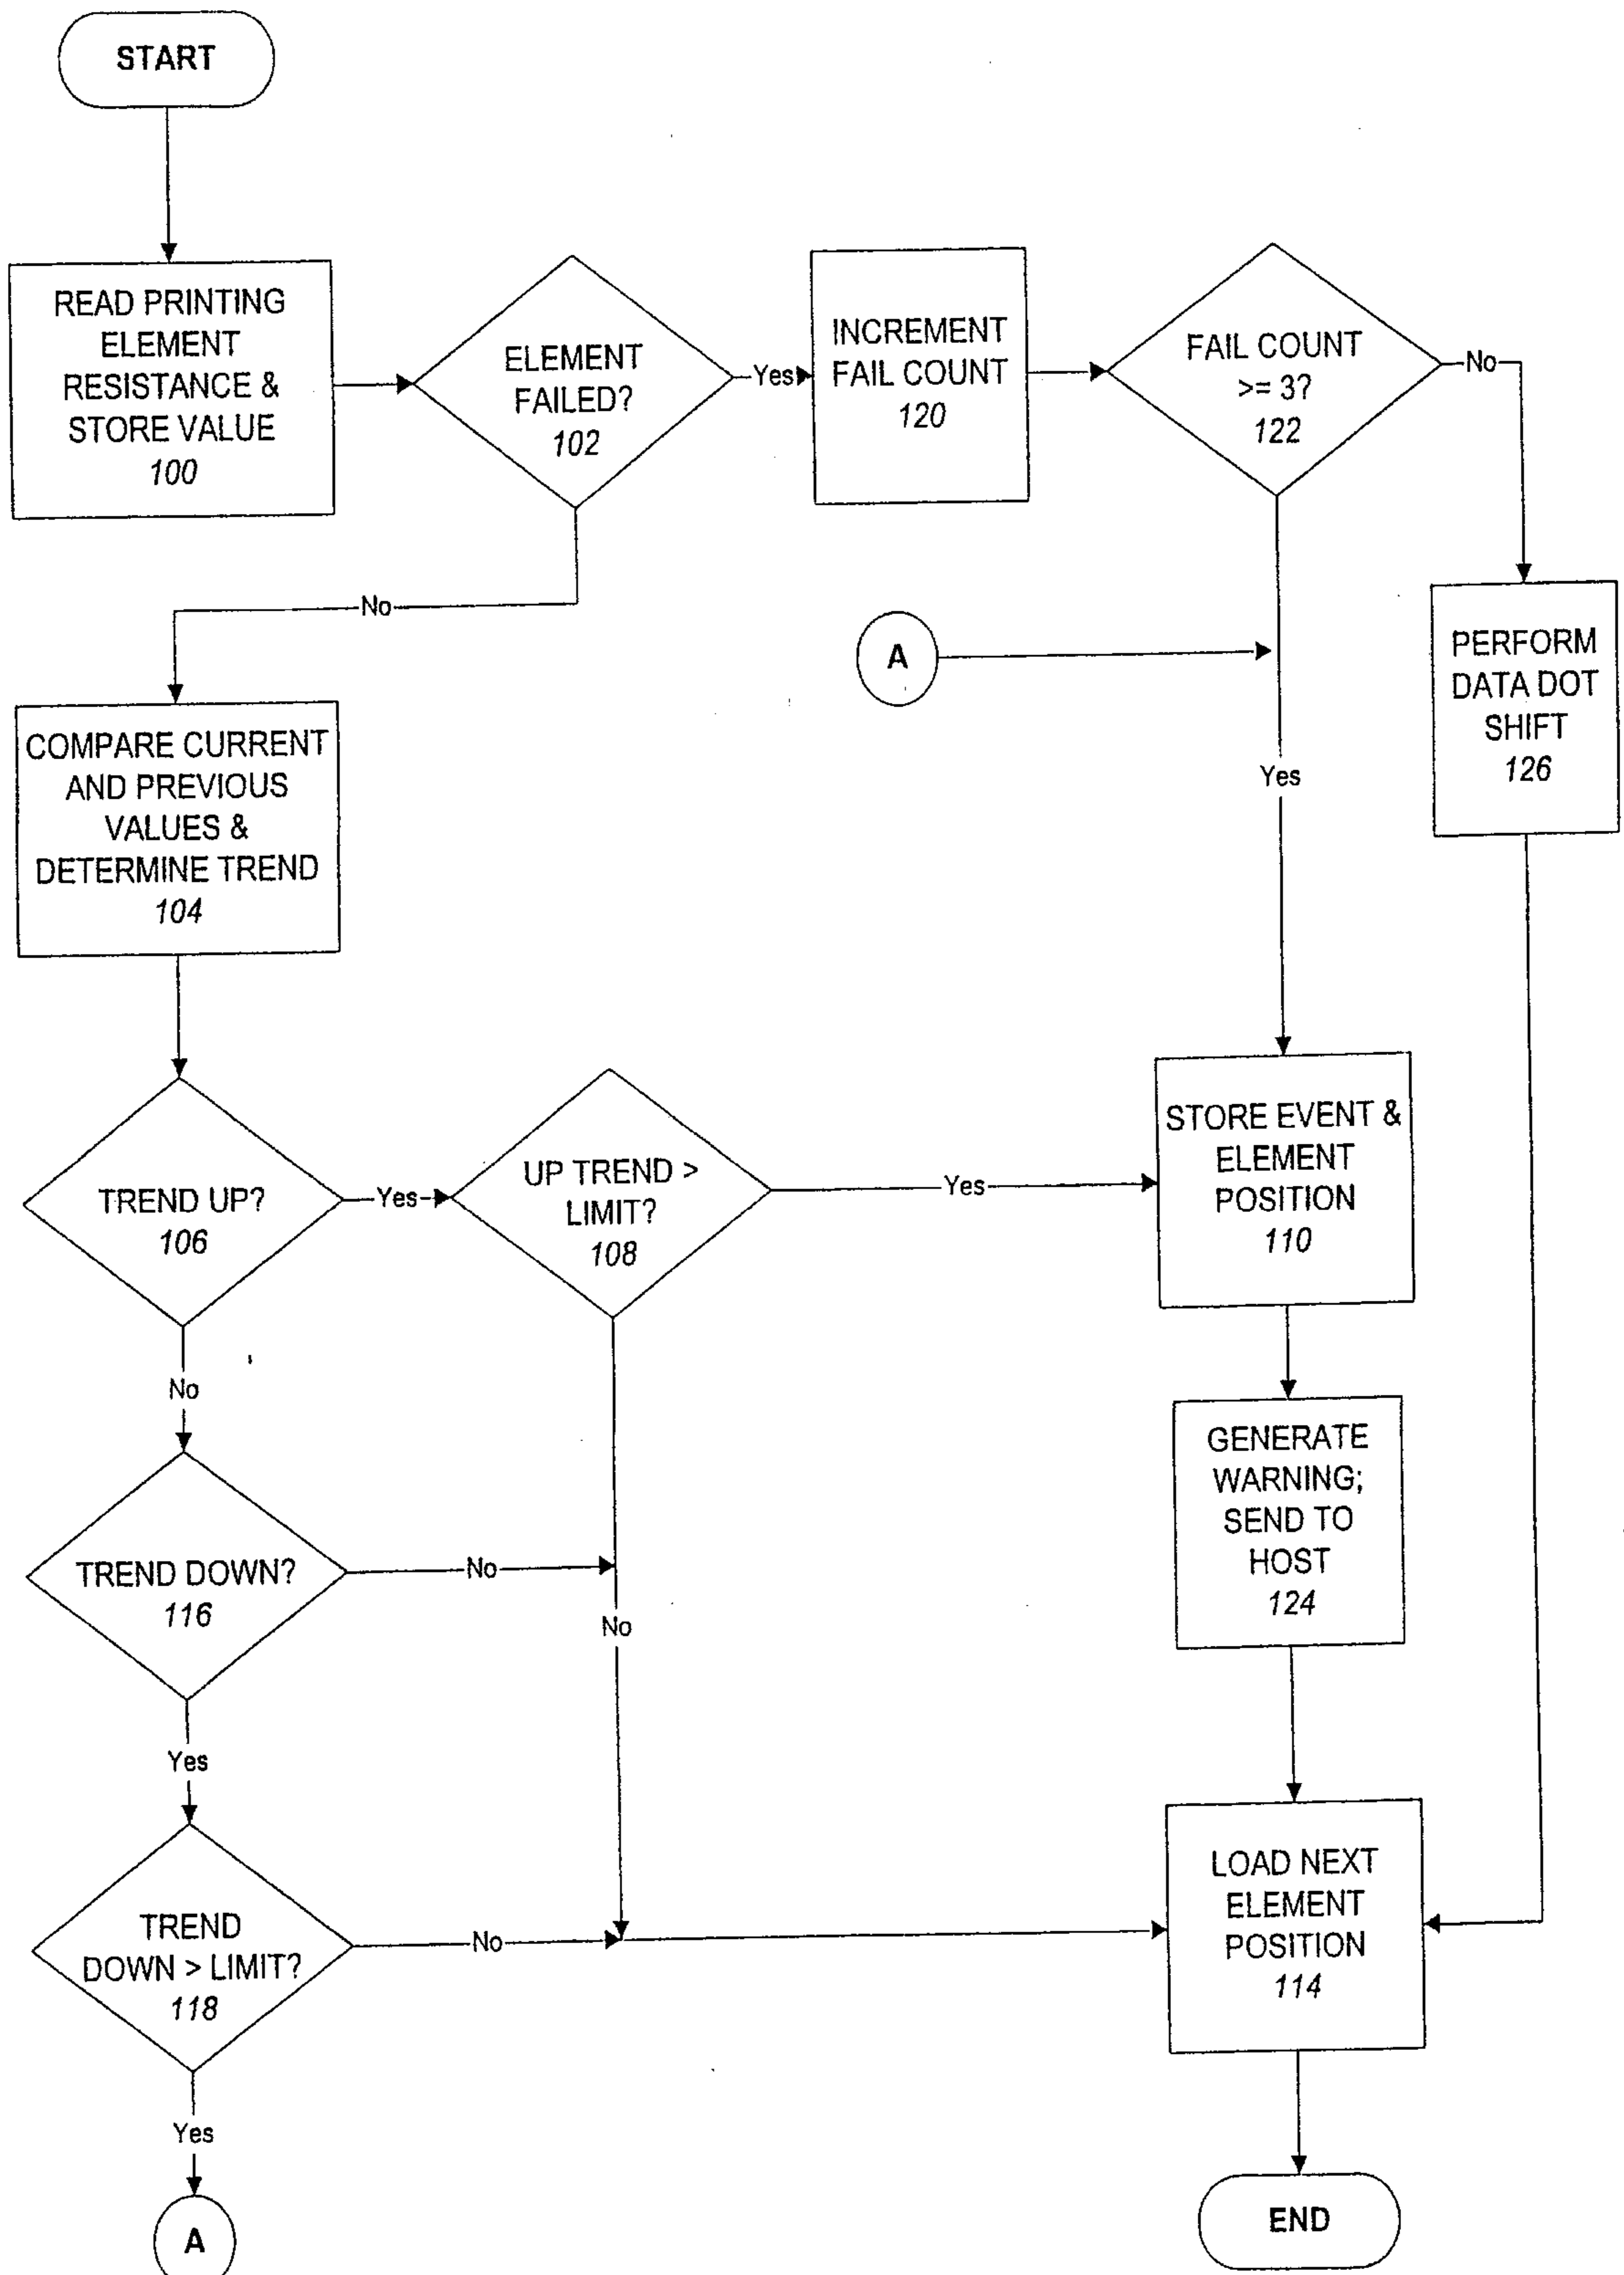 START
READ PRINTING
ELEMENT
RESISTANCE &
STORE VALUE
100
ELEMENT
FAILED?
102
Yes
INCREMENT
FAIL COUNT
120
FAIL COUNT
>= 3?
122
No
No
A
PERFORM
DATA DOT
SHIFT
126
Yes
COMPARE CURRENT
AND PREVIOUS
VALUES &
DETERMINE TREND
104
TREND UP?
106
Yes
UP TREND >
LIMIT?
108
Yes
STORE EVENT &
ELEMENT
POSITION
110
No
GENERATE
WARNING;
SEND TO
HOST
124
TREND DOWN?
116
No
No
Yes
TREND
DOWN > LIMIT?
118
No
LOAD NEXT
ELEMENT
POSITION
114
Yes
A
END